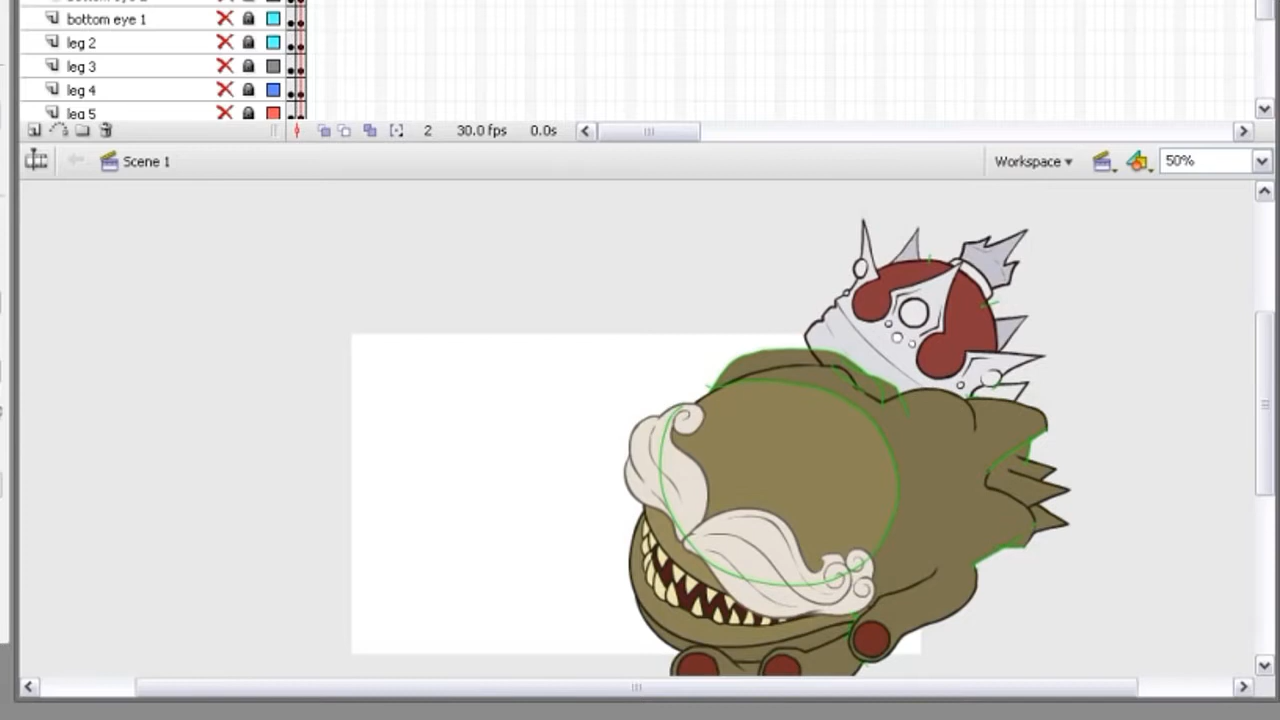 bottom eye 1
leg 2
leg 3
leg 4
leg 5
2 30.0 fps 0.0s
Scene 1 Workspace 50%